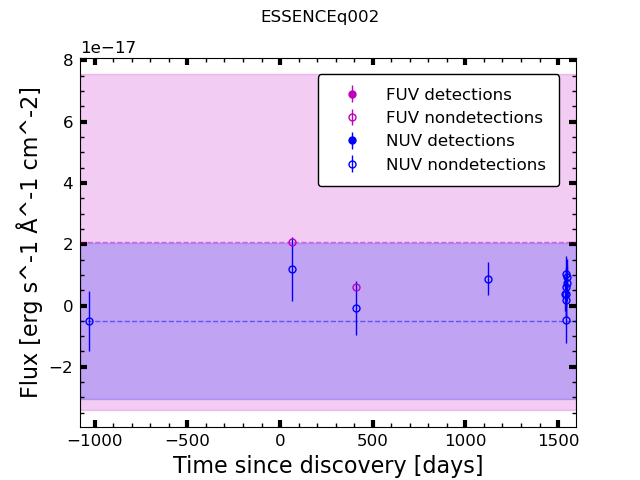 ESSENCEq002
1e−17
8
6
4
2
0
−2
Flux [erg s^-1 Å^-1 cm^-2]
FUV detections
FUV nondetections
NUV detections
NUV nondetections
−1000 −500 0 500 1000 1500
Time since discovery [days]